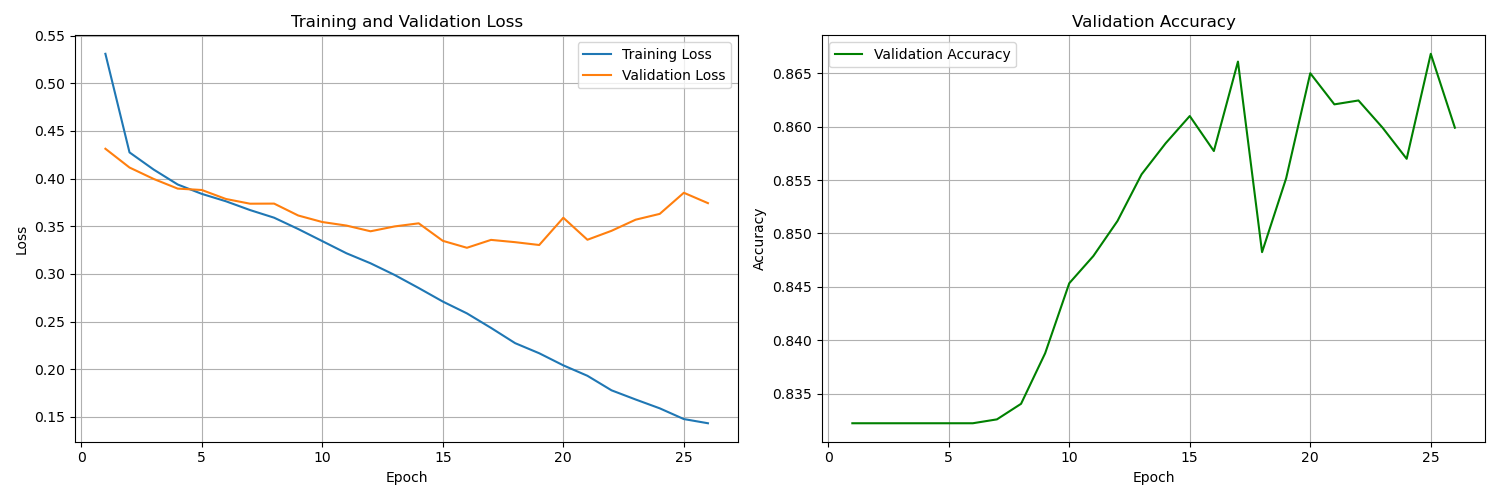 Training and Validation Loss
Training Loss
Validation Loss
0.55
0.50
0.45
0.40
0.35
0.30
0.25
0.20
0.15
Loss
0 5 10 15 20 25
Epoch
Validation Accuracy
Validation Accuracy
0.865
0.860
0.855
0.850
0.845
0.840
0.835
Accuracy
0 5 10 15 20 25
Epoch